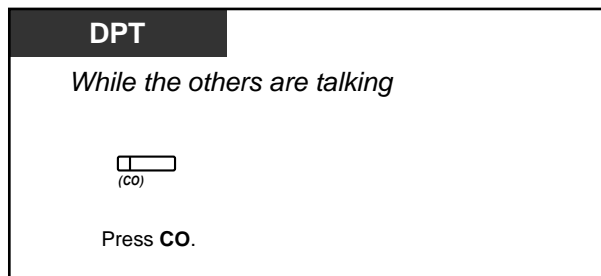 DPT
While the others are talking
(CO)
Press CO.